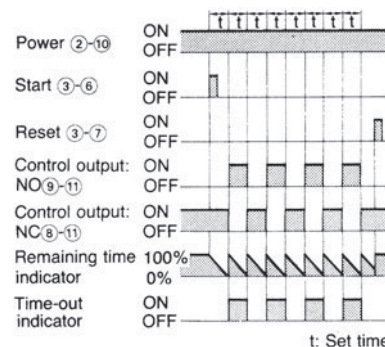 t t t t t t t t
Power ②-⑩ ON
OFF
Start ③-⑥ ON
OFF
Reset ③-⑦ ON
OFF
Control output: ON
NO⑨-⑪ OFF
Control output: ON
NC⑧-⑪ OFF
Remaining time 100%
indicator 0%
Time-out ON
indicator OFF
t: Set time